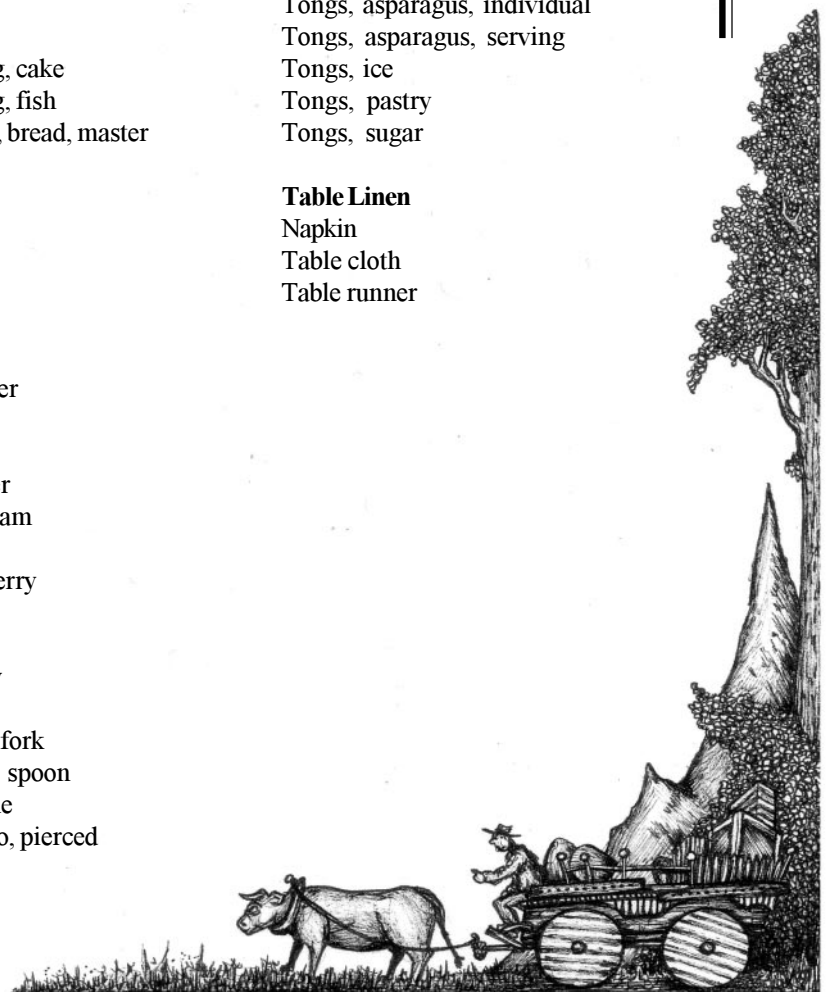 g, cake
g, fish
, bread, master
er
r
am
erry
fork
spoon
o, pierced
Tongs, asparagus, individual
Tongs, asparagus, serving
Tongs, ice
Tongs, pastry
Tongs, sugar
Table Linen
Napkin
Table cloth
Table runner